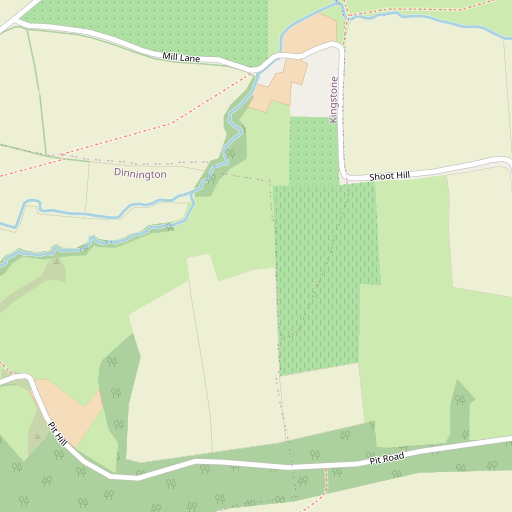 Mill Lane
Kingstone
Dinnington
Shoot Hill
Pit Hill
Pit Road